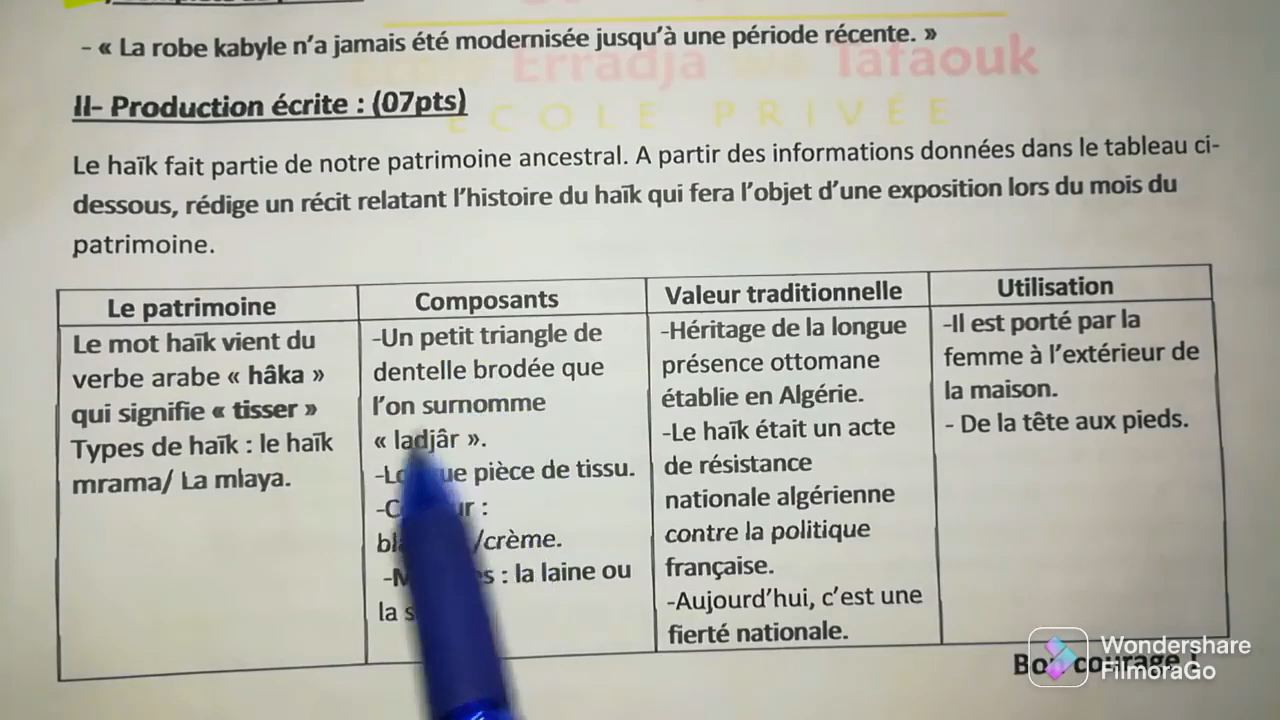 - « La robe kabyle n'a jamais été modernisée jusqu'à une période récente. »
Erradja wa Tafaouk
ECOLE PRIVÉE
II- Production écrite : (07pts)
Le haïk fait partie de notre patrimoine ancestral. A partir des informations données dans le tableau ci-
dessous, rédige un récit relatant l'histoire du haïk qui fera l'objet d'une exposition lors du mois du
patrimoine.
Le patrimoine
Le mot haïk vient du
verbe arabe « hâka »
qui signifie « tisser »
Types de haïk : le haïk
mrama/ La mlaya.
Composants
-Un petit triangle de
dentelle brodée que
l'on surnomme
« ladjâr ».
pièce de tissu.
:
/crème.
: la laine ou
la
Valeur traditionnelle
-Héritage de la longue
présence ottomane
établie en Algérie.
-Le haïk était un acte
de résistance
nationale algérienne
contre la politique
française.
-Aujourd'hui, c'est une
fierté nationale.
Utilisation
-Il est porté par la
femme à l'extérieur de
la maison.
- De la tête aux pieds.
Bon courage !
Wondershare
FilmoraGo